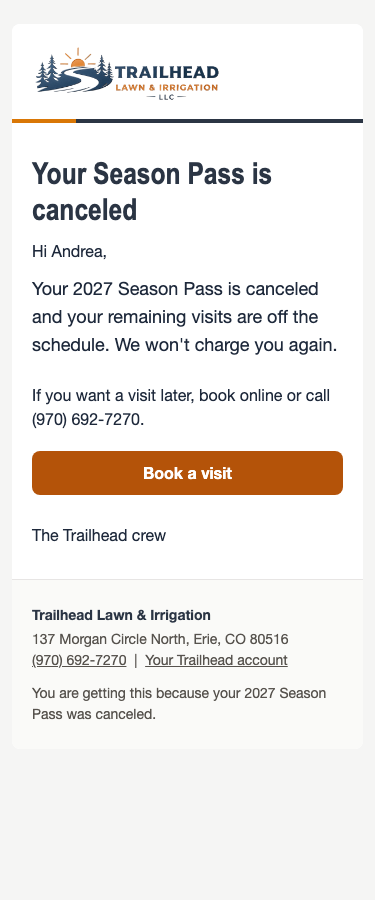 TRAILHEAD
LAWN & IRRIGATION
LLC
Your Season Pass is
canceled
Hi Andrea,
Your 2027 Season Pass is canceled
and your remaining visits are off the
schedule. We won't charge you again.
If you want a visit later, book online or call
(970) 692-7270.
Book a visit
The Trailhead crew
Trailhead Lawn & Irrigation
137 Morgan Circle North, Erie, CO 80516
(970) 692-7270 | Your Trailhead account
You are getting this because your 2027 Season
Pass was canceled.